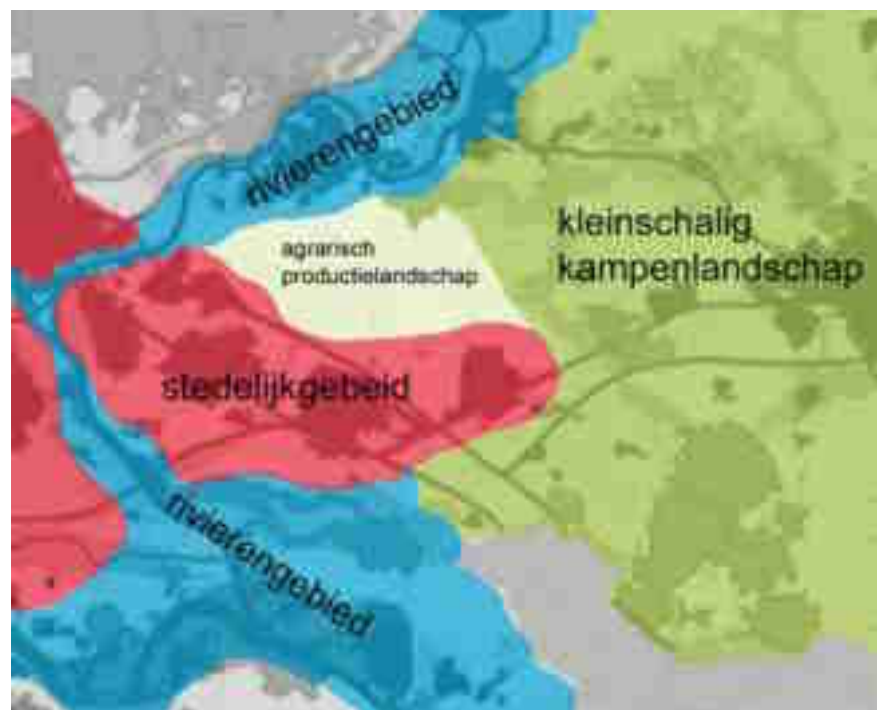 rivierengebied
kleinschalig
kampenlandschap
agrarisch
productielandschap
stedelijkgebeid
rivierengebied